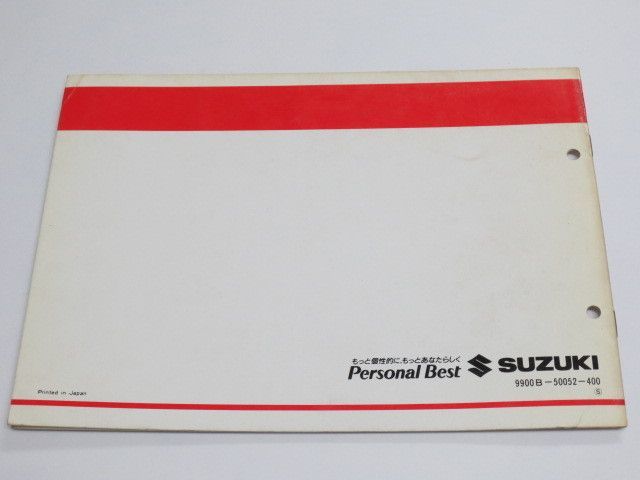 もっと個性的に、もっとあなたらしく
Personal Best SUZUKI
9900B-50052-400
Ⓢ
Printed in Japan